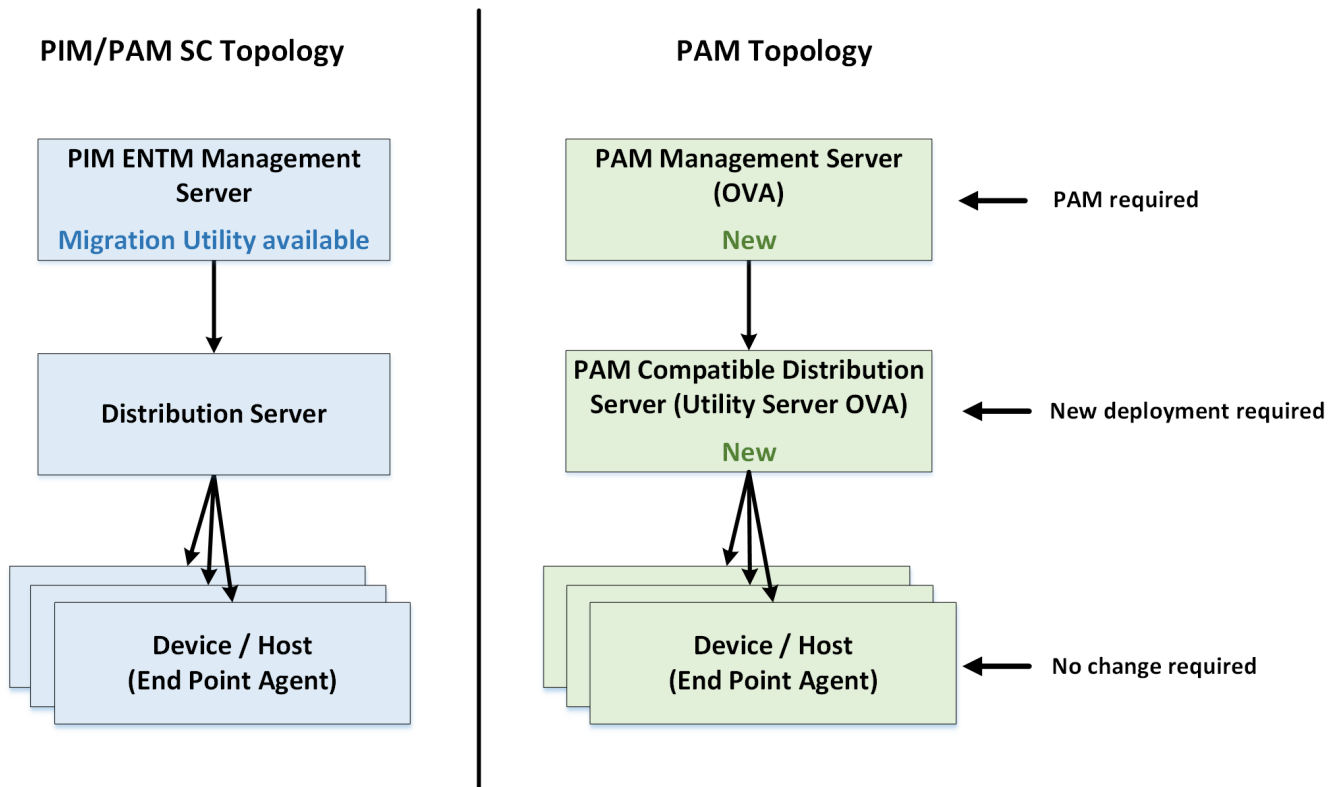 PIM/PAM SC Topology
PIM ENTM Management
Server
Migration Utility available
Distribution Server
Device / Host
(End Point Agent)
PAM Topology
PAM Management Server
(OVA)
New
PAM required
PAM Compatible Distribution
Server (Utility Server OVA)
New
New deployment required
Device / Host
(End Point Agent)
No change required